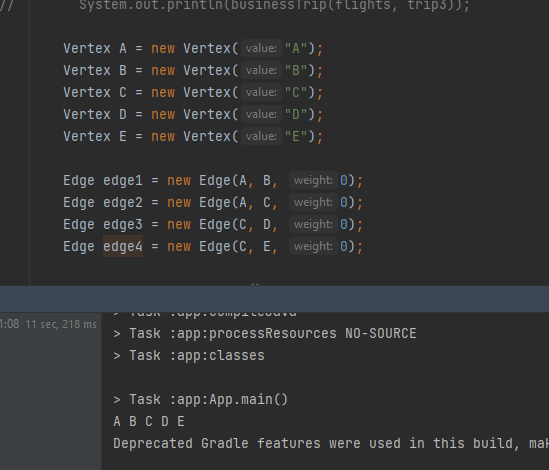 //        System.out.println(businessTrip(flights, trip3));
Vertex A = new Vertex( value: "A");
Vertex B = new Vertex( value: "B");
Vertex C = new Vertex( value: "C");
Vertex D = new Vertex( value: "D");
Vertex E = new Vertex( value: "E");
Edge edge1 = new Edge(A, B, weight: 0);
Edge edge2 = new Edge(A, C, weight: 0);
Edge edge3 = new Edge(C, D, weight: 0);
Edge edge4 = new Edge(C, E, weight: 0);
1:08 11 sec, 218 ms
> Task :app:compileJava
> Task :app:processResources NO-SOURCE
> Task :app:classes
> Task :app:App.main()
A B C D E
Deprecated Gradle features were used in this build, mak